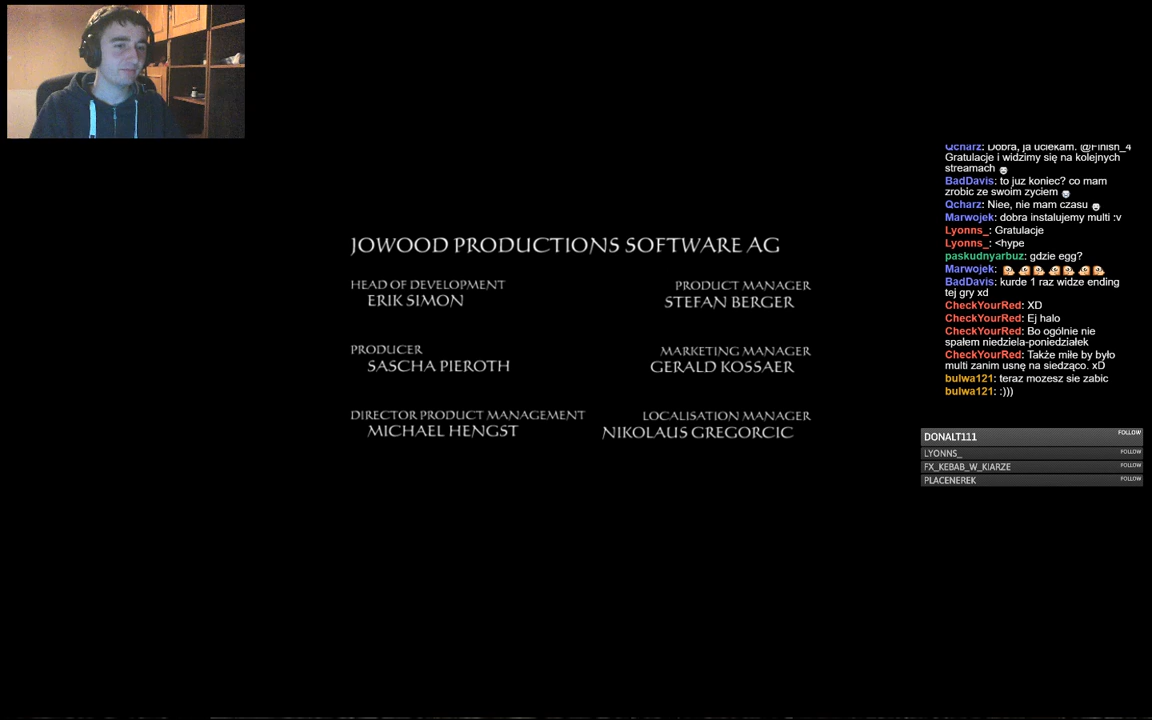 JOWOOD PRODUCTIONS SOFTWARE AG
HEAD OF DEVELOPMENT
ERIK SIMON
PRODUCT MANAGER
STEFAN BERGER
PRODUCER
SASCHA PIEROTH
MARKETING MANAGER
GERALD KOSSAER
DIRECTOR PRODUCT MANAGEMENT
MICHAEL HENGST
LOCALISATION MANAGER
NIKOLAUS GREGORCIC
Qcharz: Dobra, ja uciekam. @Finish_4
Gratulacje i widzimy się na kolejnych
streamach
BadDavis: to juz koniec? co mam
zrobic ze swoim zyciem
Qcharz: Niee, nie mam czasu
Marwojek: dobra instalujemy multi :v
Lyonns_: Gratulacje
Lyonns_: <hype
paskudnyarbuz: gdzie egg?
Marwojek:
BadDavis: kurde 1 raz widze ending
tej gry xd
CheckYourRed: XD
CheckYourRed: Ej halo
CheckYourRed: Bo ogólnie nie
spałem niedziela-poniedziałek
CheckYourRed: Także miłe by było
multi zanim usnę na siedząco. xD
bulwa121: teraz mozesz sie zabic
bulwa121: :)))
DONALT111 FOLLOW
LYONNS_ FOLLOW
FX_KEBAB_W_KIARZE FOLLOW
PLACENEREK FOLLOW